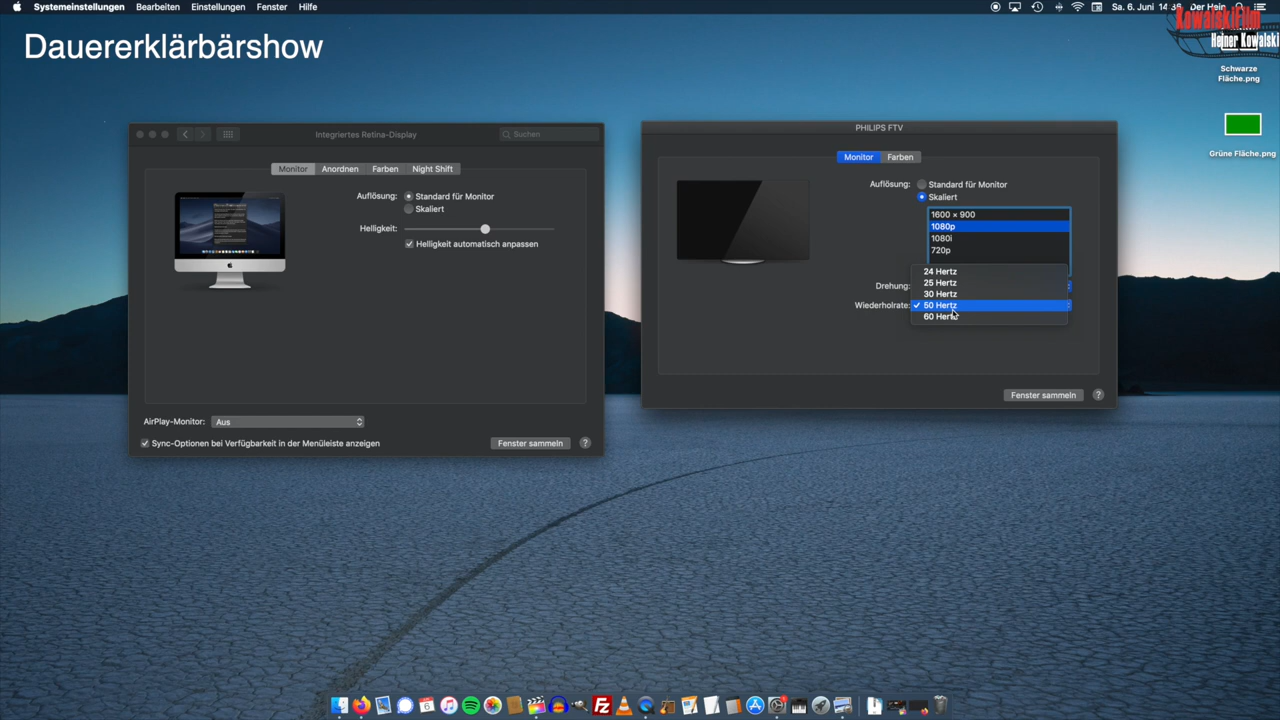 Systemeinstellungen Bearbeiten Einstellungen Fenster Hilfe
Sa. 6. Juni Der Hein
Dauererklärbärshow
KowalskiFilm
Heiner Kowalski
Schwarze
Fläche.png
Grüne Fläche.png
Integriertes Retina-Display
Suchen
Monitor Anordnen Farben Night Shift
Auflösung: Standard für Monitor
Skaliert
Helligkeit:
Helligkeit automatisch anpassen
AirPlay-Monitor: Aus
Sync-Optionen bei Verfügbarkeit in der Menüleiste anzeigen
Fenster sammeln ?
PHILIPS FTV
Monitor Farben
Auflösung: Standard für Monitor
Skaliert
1600 × 900
1080p
1080i
720p
24 Hertz
25 Hertz
Drehung:
30 Hertz
Wiederholrate: ✓ 50 Hertz
60 Hertz
Fenster sammeln ?